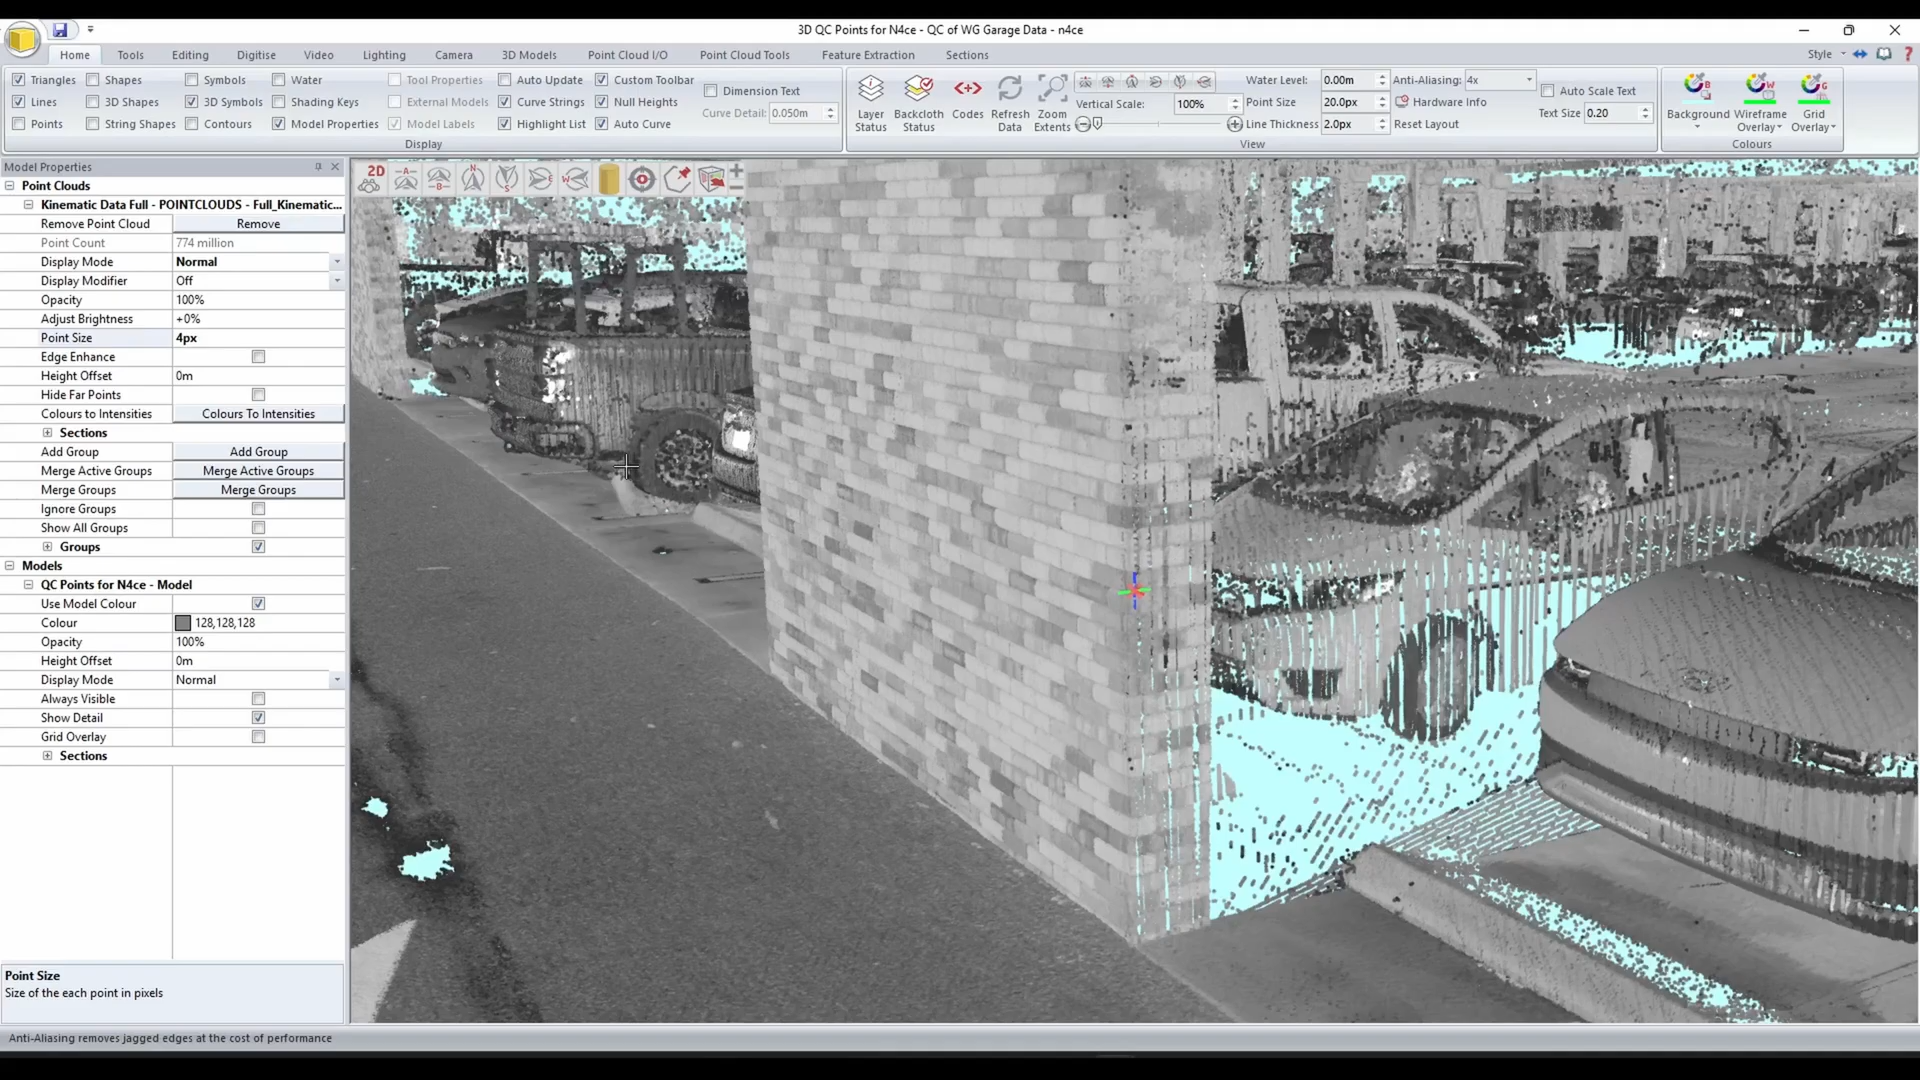 3D QC Points for N4ce - QC of WG Garage Data - n4ce
Home Tools Editing Digitise Video Lighting Camera 3D Models Point Cloud I/O Point Cloud Tools Feature Extraction Sections Style
Triangles Shapes Symbols Water Tool Properties Auto Update Custom Toolbar Dimension Text
Lines 3D Shapes 3D Symbols Shading Keys External Models Curve Strings Null Heights Curve Detail: 0.050m
Points String Shapes Contours Model Properties Model Labels Highlight List Auto Curve
Display
Layer Status
Backcloth Status
Codes
Refresh Data
Zoom Extents
Vertical Scale: 100%
Water Level: 0.00m Anti-Aliasing: 4x
Point Size 20.0px Hardware Info
Line Thickness 2.0px Reset Layout
Auto Scale Text
Text Size 0.20
View
Background
Wireframe Overlay
Grid Overlay
Colours
Model Properties
Point Clouds
Kinematic Data Full - POINTCLOUDS - Full_Kinematic...
Remove Point Cloud Remove
Point Count 774 million
Display Mode Normal
Display Modifier Off
Opacity 100%
Adjust Brightness +0%
Point Size 4px
Edge Enhance
Height Offset 0m
Hide Far Points
Colours to Intensities Colours To Intensities
Sections
Add Group Add Group
Merge Active Groups Merge Active Groups
Merge Groups Merge Groups
Ignore Groups
Show All Groups
Groups
Models
QC Points for N4ce - Model
Use Model Colour
Colour 128,128,128
Opacity 100%
Height Offset 0m
Display Mode Normal
Always Visible
Show Detail
Grid Overlay
Sections
Point Size
Size of the each point in pixels
Anti-Aliasing removes jagged edges at the cost of performance
2D